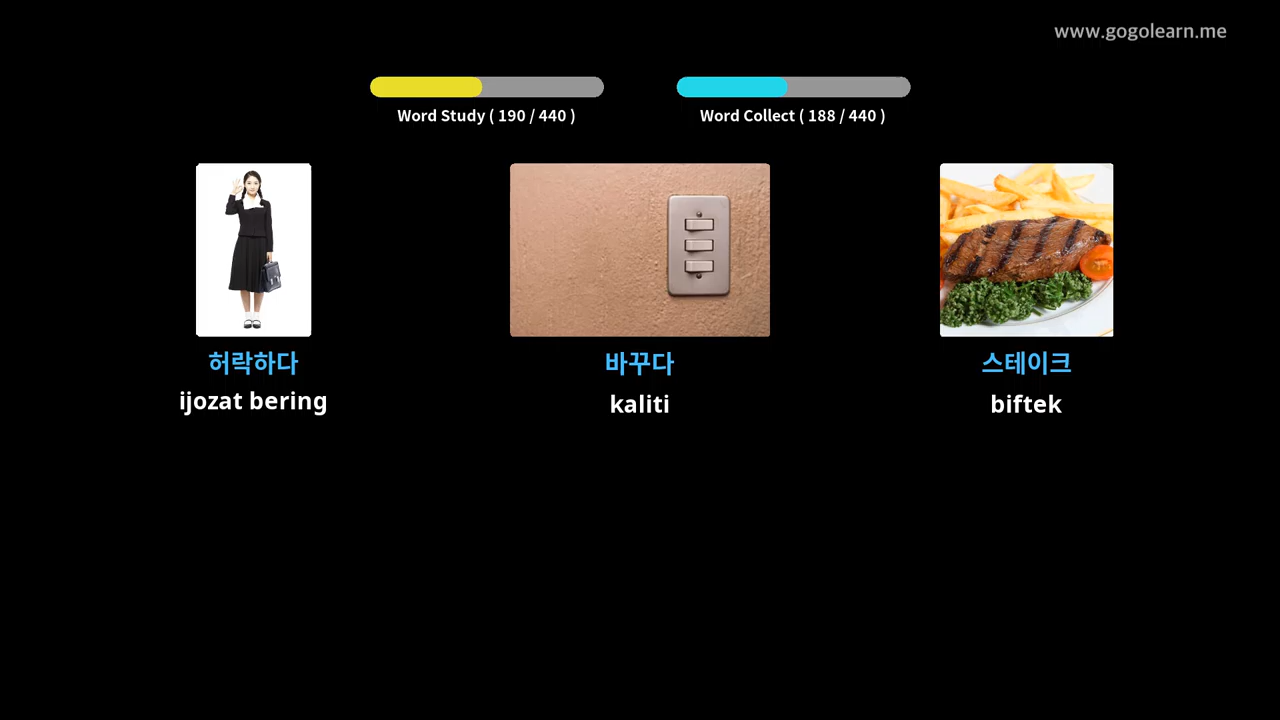 www.gogolearn.me
Word Study ( 190 / 440 )
Word Collect ( 188 / 440 )
허락하다
바꾸다
스테이크
ijozat bering
kaliti
biftek